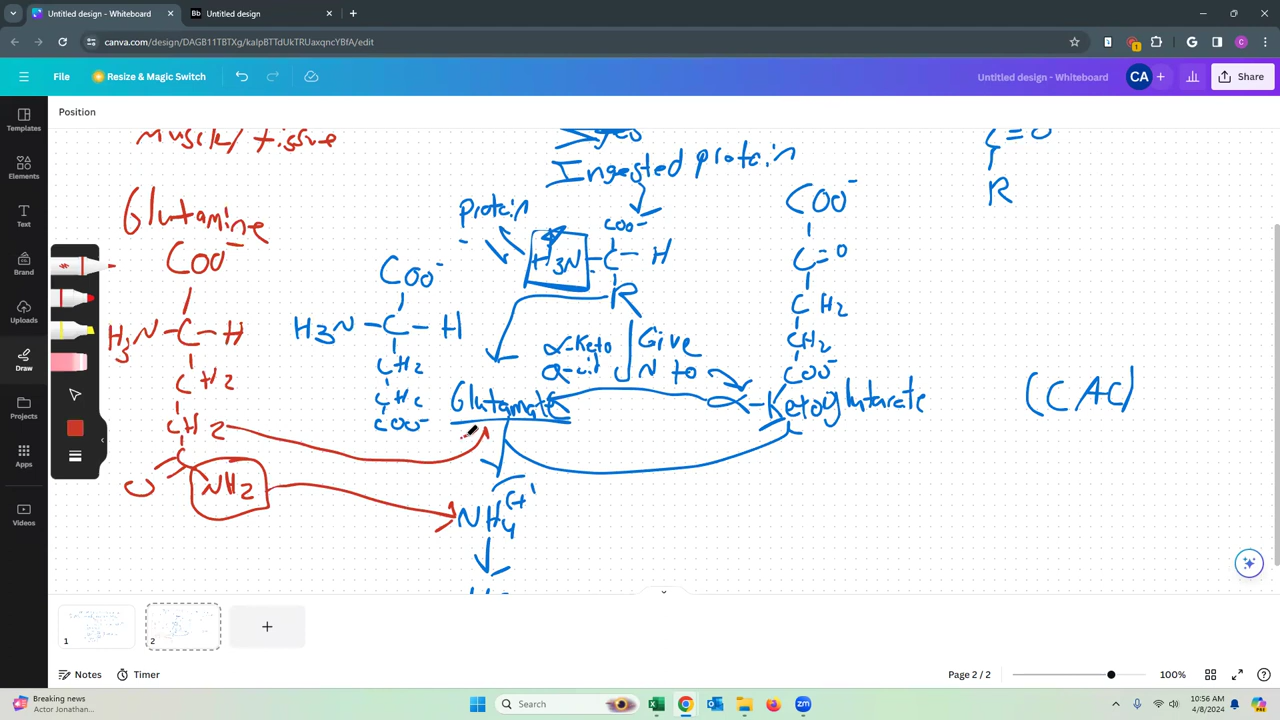 Untitled design - Whiteboard
Bb Untitled design
canva.com/design/DAGB11TBTXg/kaIpBTTdUkTRUaxqncYBfA/edit
File
Resize & Magic Switch
Untitled design - Whiteboard
CA
Share
Position
Templates
Elements
Text
Brand
Uploads
Draw
Projects
Apps
Videos
Muscle/tissue
Glutamine
COO-
H3N - C - H
CH2
CH2
C
O
NH2
COO-
H3N - C - H
CH2
CH2
COO-
Ingested protein
protein
COO-
H3N - C - H
R
α-Keto
acid
Give
N to
Glutamate
α-Ketoglutarate
NH4(+)
COO-
C=O
CH2
CH2
COO-
C=O
R
(CAC)
1
2
Notes
Timer
Page 2 / 2
100%
Breaking news
Actor Jonathan...
Search
10:56 AM
4/8/2024